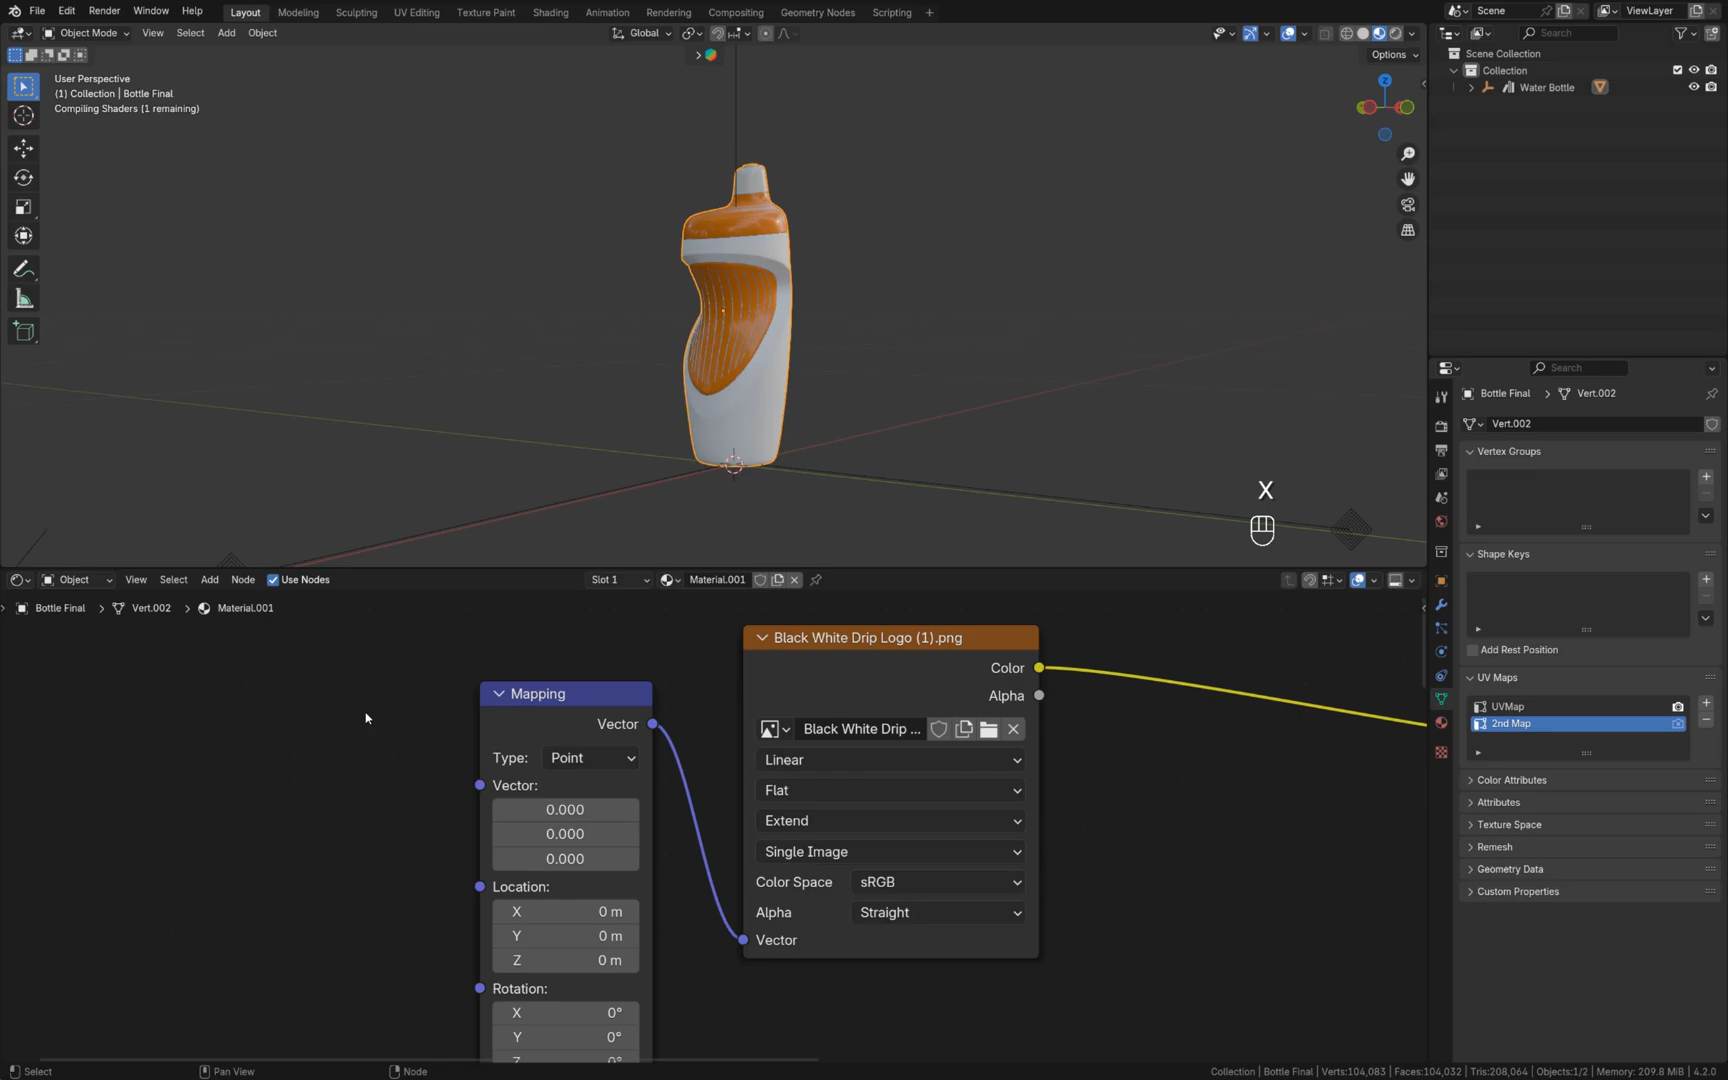 File Edit Render Window Help Layout Modeling Sculpting UV Editing Texture Paint Shading Animation Rendering Compositing Geometry Nodes Scripting + Scene ViewLayer
Object Mode View Select Add Object Global Search
Options
User Perspective
(1) Collection | Bottle Final
Compiling Shaders (1 remaining)
Z
Scene Collection
Collection
Water Bottle
X
Search
Bottle Final > Vert.002
Vert.002
Vertex Groups
Shape Keys
Add Rest Position
UV Maps
UVMap
2nd Map
Color Attributes
Attributes
Texture Space
Remesh
Geometry Data
Custom Properties
Object View Select Add Node Use Nodes Slot 1 Material.001
Bottle Final > Vert.002 > Material.001
Mapping
Vector
Type: Point
Vector:
0.000
0.000
0.000
Location:
X 0 m
Y 0 m
Z 0 m
Rotation:
X 0°
Y 0°
Z 0°
Black White Drip Logo (1).png
Color
Alpha
Black White Drip ...
Linear
Flat
Extend
Single Image
Color Space sRGB
Alpha Straight
Vector
Select Pan View Node Collection | Bottle Final | Verts:104,083 | Faces:104,032 | Tris:208,064 | Objects:1/2 | Memory: 209.8 MiB | 4.2.0